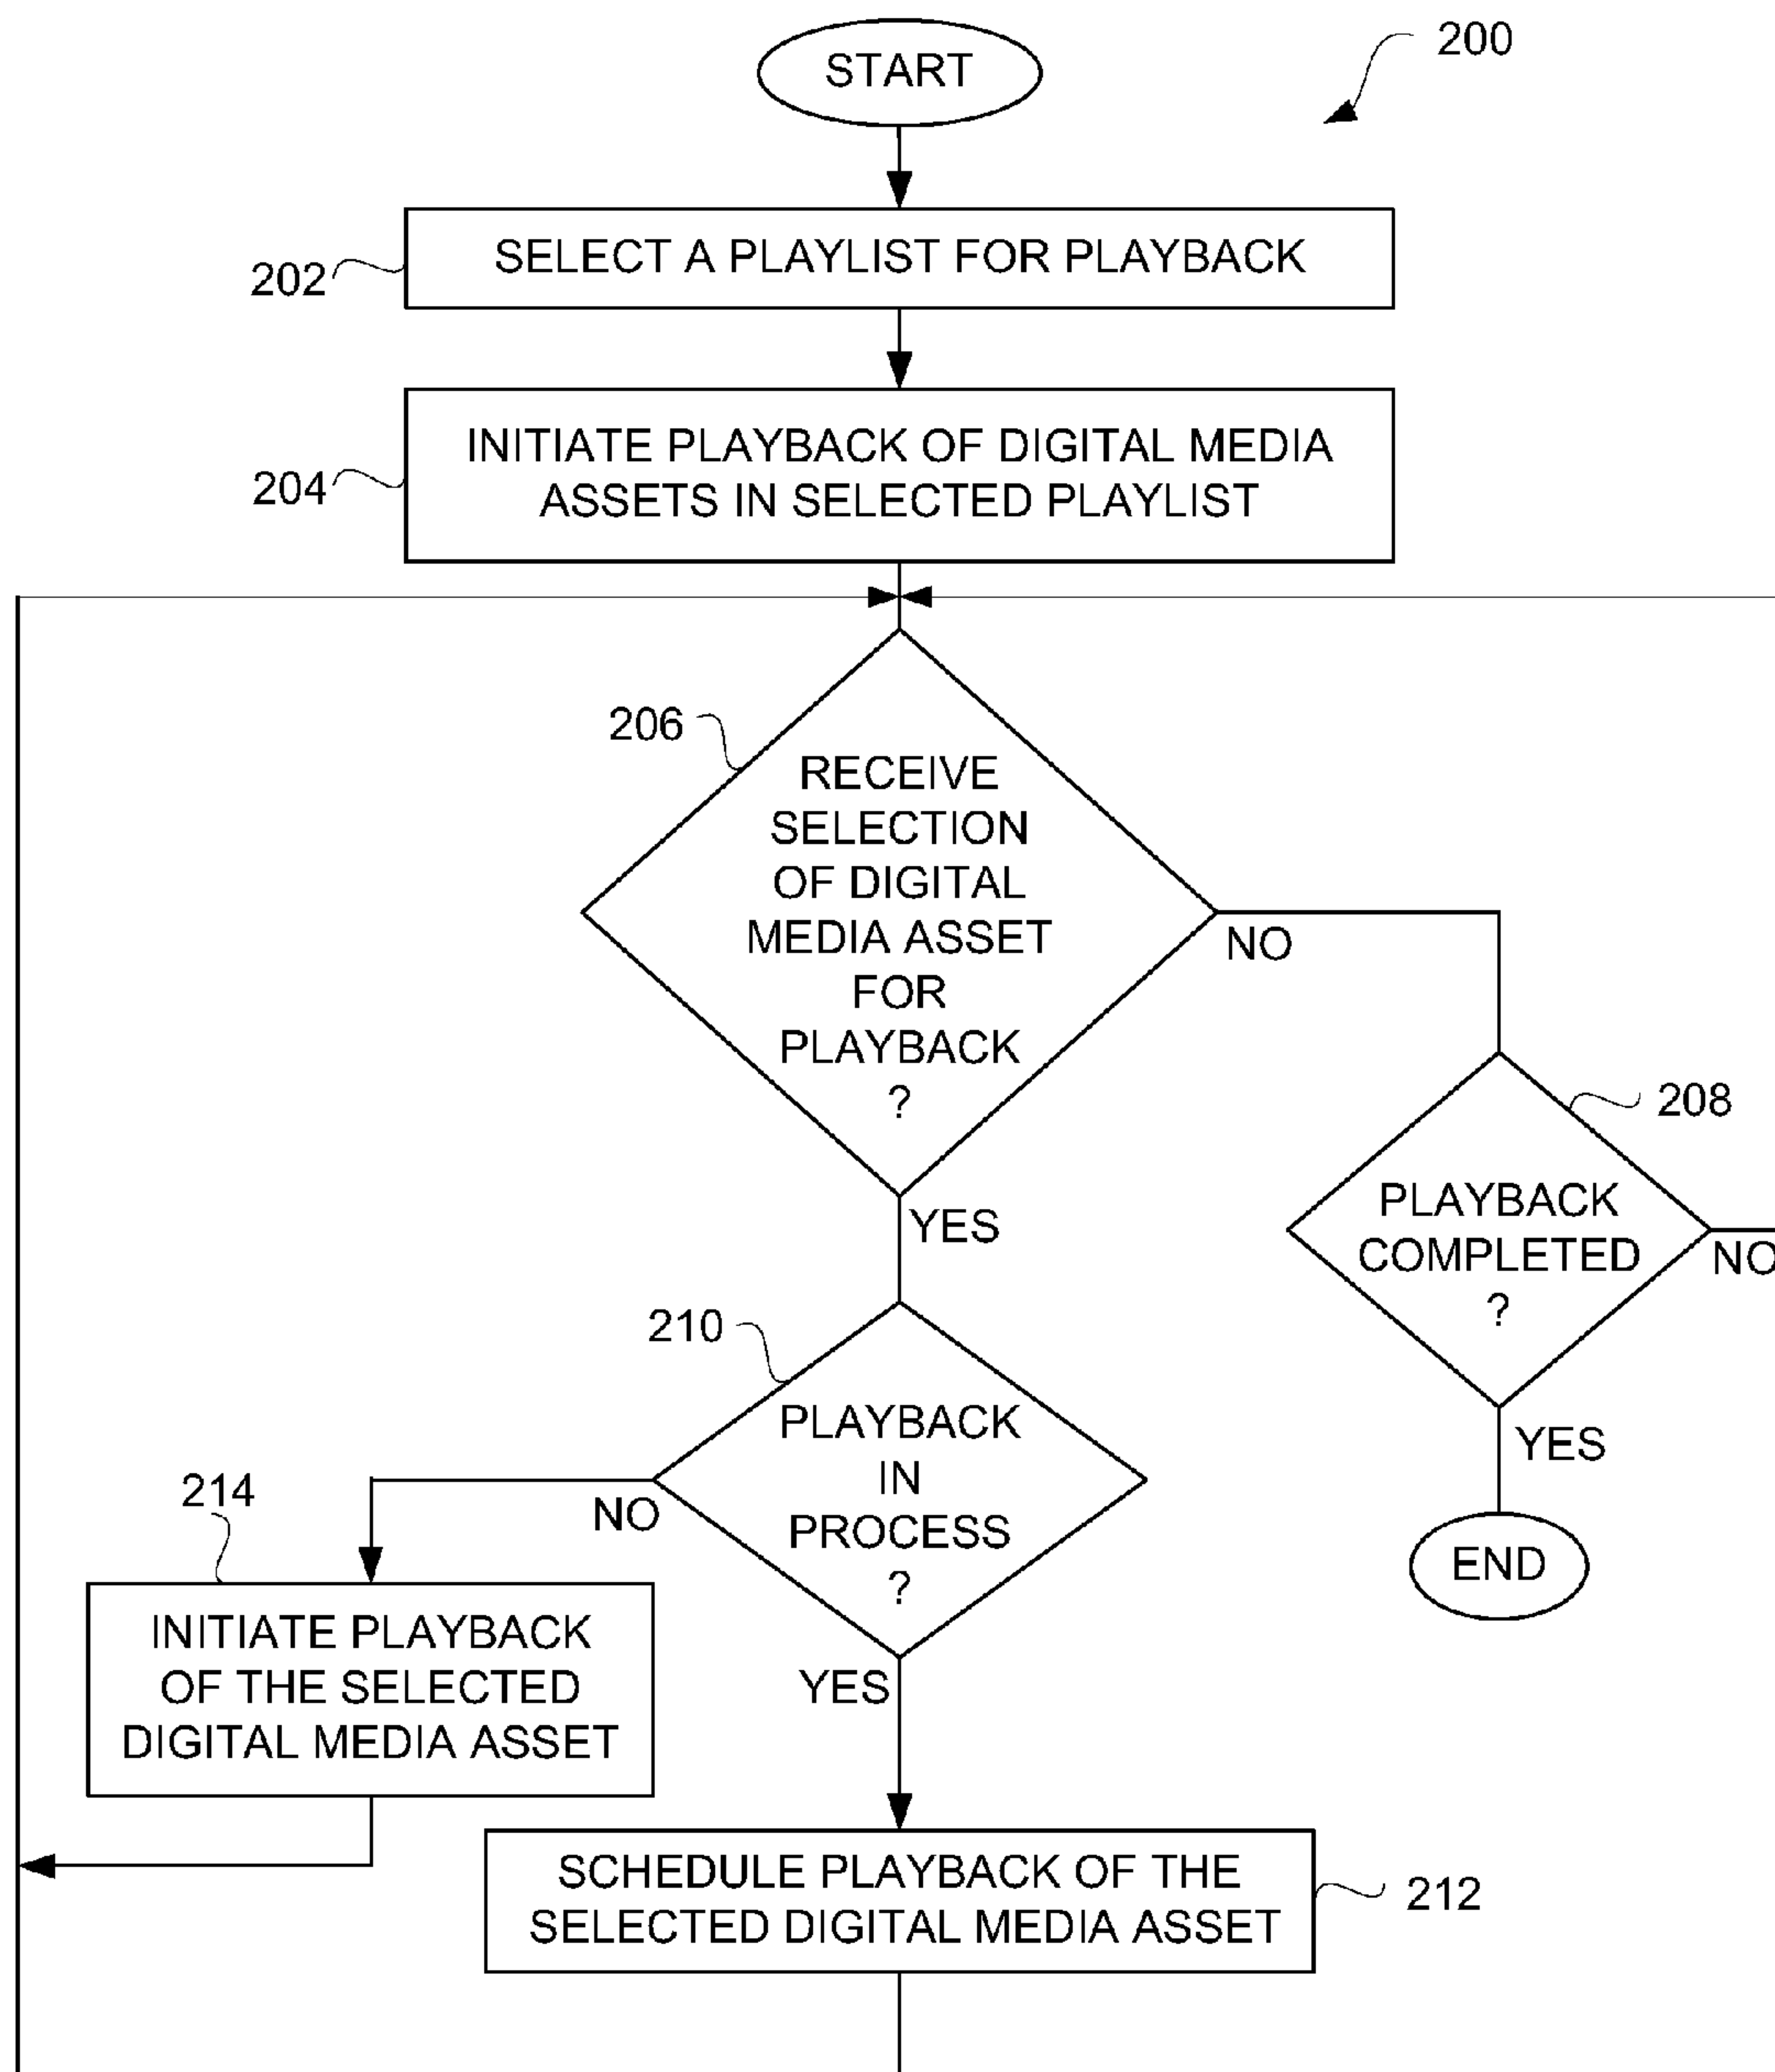 START
200
SELECT A PLAYLIST FOR PLAYBACK
202
INITIATE PLAYBACK OF DIGITAL MEDIA
ASSETS IN SELECTED PLAYLIST
204
206
RECEIVE
SELECTION
OF DIGITAL
MEDIA ASSET
FOR
PLAYBACK
?
NO
YES
208
PLAYBACK
COMPLETED
?
NO
YES
END
210
PLAYBACK
IN
PROCESS
?
NO
YES
214
INITIATE PLAYBACK
OF THE SELECTED
DIGITAL MEDIA ASSET
SCHEDULE PLAYBACK OF THE
SELECTED DIGITAL MEDIA ASSET
212